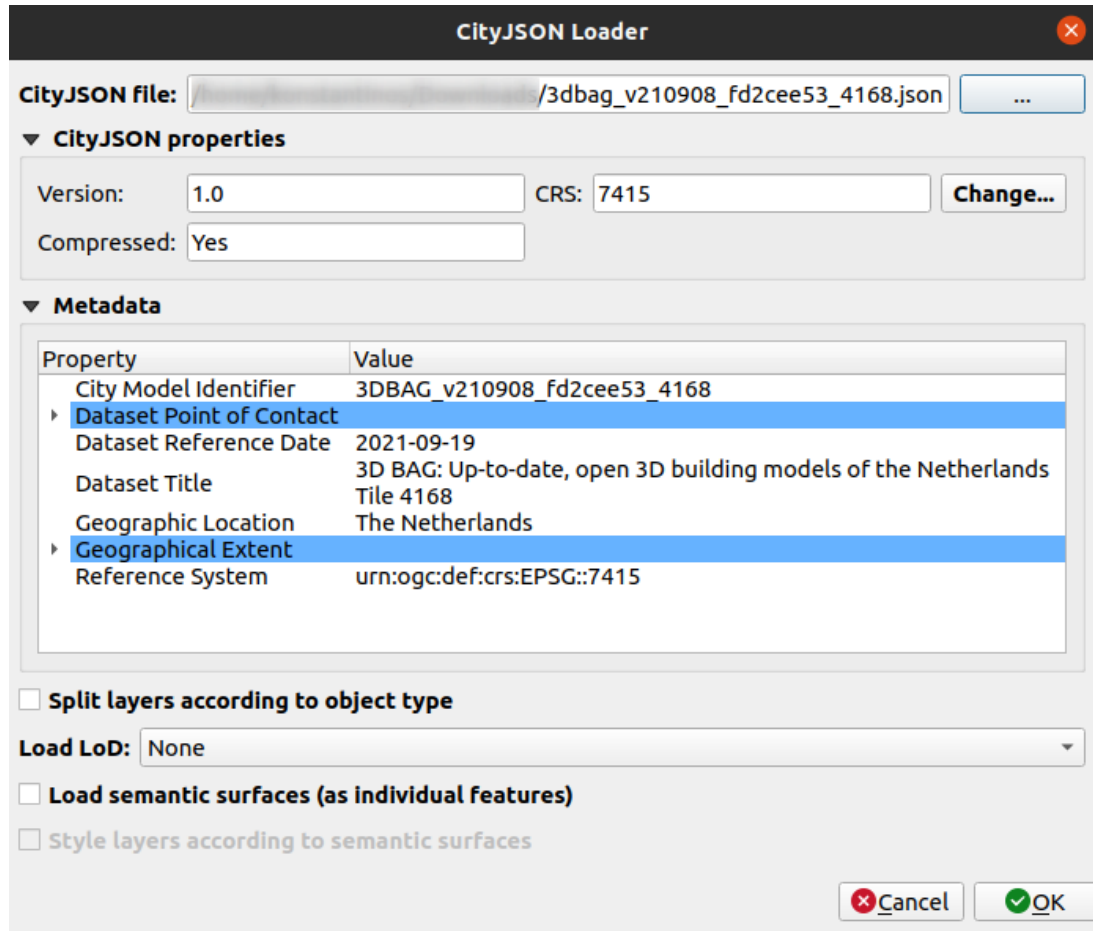 CityJSON Loader
CityJSON file: /3dbag_v210908_fd2cee53_4168.json ...
CityJSON properties
Version: 1.0 CRS: 7415 Change...
Compressed: Yes
Metadata
Property Value
City Model Identifier 3DBAG_v210908_fd2cee53_4168
Dataset Point of Contact
Dataset Reference Date 2021-09-19
Dataset Title 3D BAG: Up-to-date, open 3D building models of the Netherlands
Tile 4168
Geographic Location The Netherlands
Geographical Extent
Reference System urn:ogc:def:crs:EPSG::7415
Split layers according to object type
Load LoD: None
Load semantic surfaces (as individual features)
Style layers according to semantic surfaces
Cancel OK